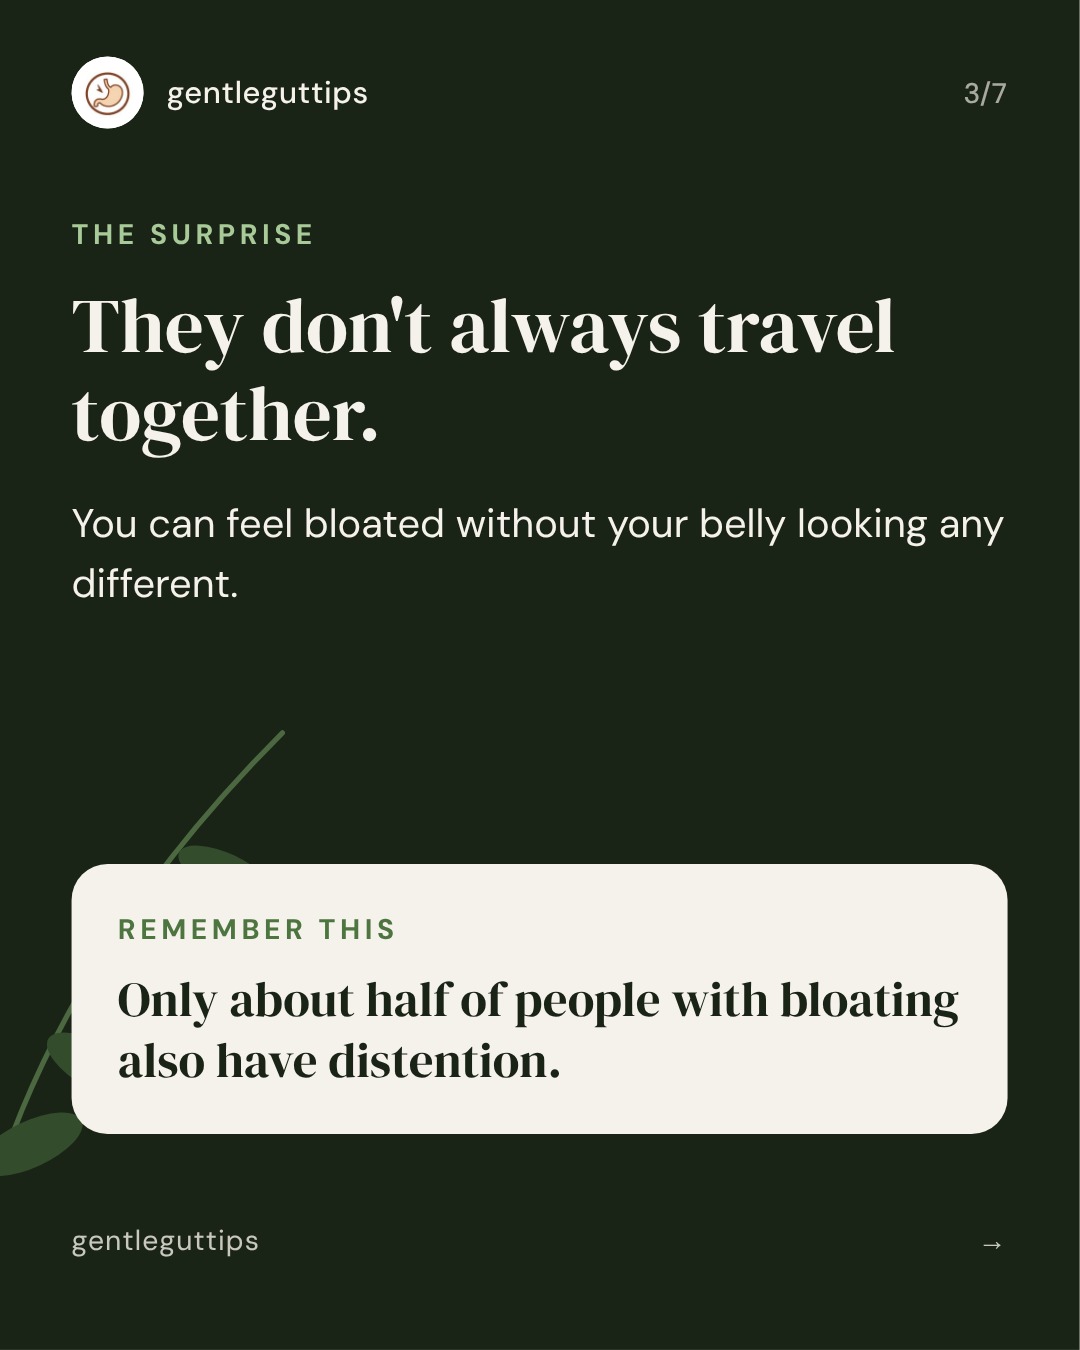 gentleguttips
3/7
THE SURPRISE
They don't always travel
together.
You can feel bloated without your belly looking any
different.
REMEMBER THIS
Only about half of people with bloating
also have distention.
gentleguttips
→